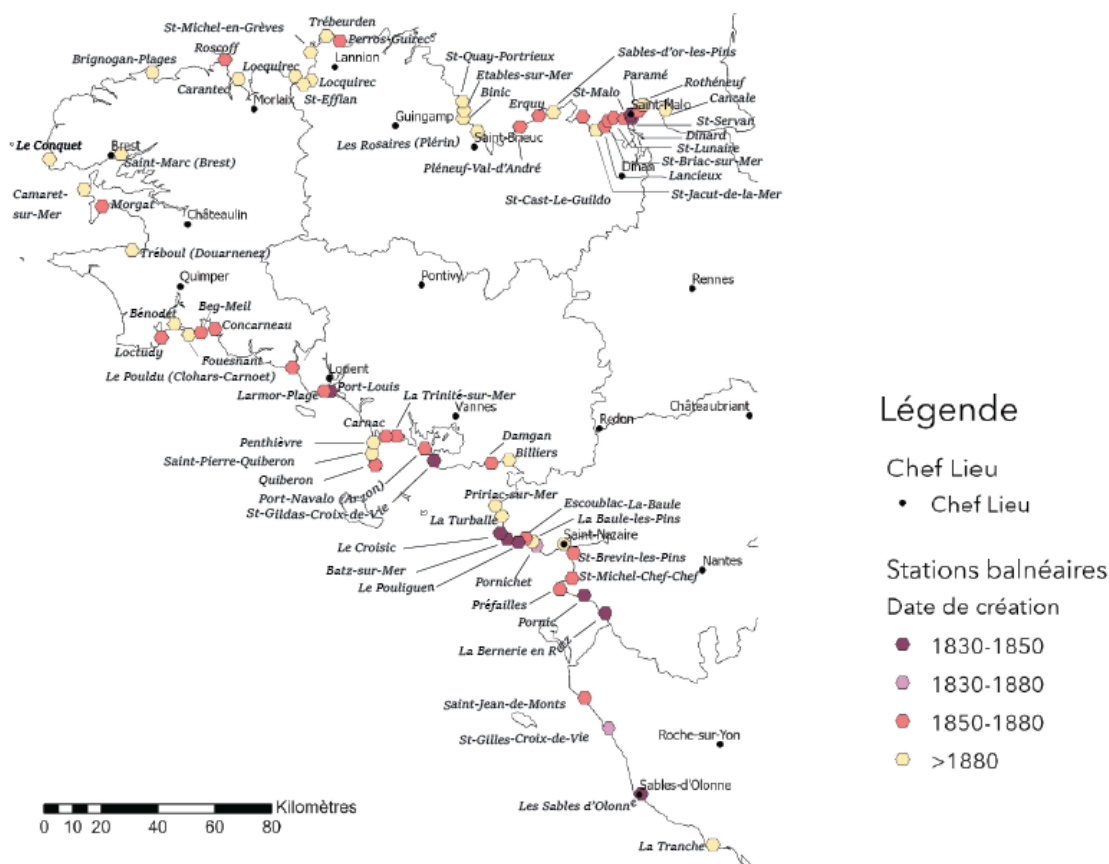 Trébeurden
St-Michel-en-Grèves
Perros-Guirec
Roscoff
Lannion
St-Quay-Portrieux
Sables-d'or-les-Pins
Brignogan-Plages
Locquirec
Etables-sur-Mer
Paramé
Rothéneuf
Carantec
Locquirec
Binic
Erquy
St-Malo
Saint-Malo
Cancale
Morlaix
St-Efflan
Guingamp
St-Servan
Les Rosaires (Plérin)
Saint-Brieuc
Dinard
Le Conquet
Brest
St-Lunaire
Saint-Marc (Brest)
Pléneuf-Val-d'André
St-Briac-sur-Mer
Dinan
Lancieux
Camaret-
sur-Mer
Morgat
St-Cast-Le-Guildo
St-Jacut-de-la-Mer
Châteaulin
Tréboul (Douarnenez)
Quimper
Pontivy
Rennes
Bénodet
Beg-Meil
Concarneau
Loctudy
Fouesnant
Le Pouldu (Clohars-Carnoet)
Lorient
Larmor-Plage
Port-Louis
La Trinité-sur-Mer
Vannes
Châteaubriant
Carnac
Redon
Penthièvre
Damgan
Saint-Pierre-Quiberon
Billiers
Quiberon
Port-Navalo (Arzon)
St-Gildas-Croix-de-Vie
Piriac-sur-Mer
Escoublac-La-Baule
La Turballe
La Baule-les-Pins
Le Croisic
Saint-Nazaire
Batz-sur-Mer
St-Brevin-les-Pins
Le Pouliguen
Nantes
Pornichet
St-Michel-Chef-Chef
Préfailles
Pornic
La Bernerie en Retz
Saint-Jean-de-Monts
St-Gilles-Croix-de-Vie
Roche-sur-Yon
Sables-d'Olonne
Les Sables d'Olonne
La Tranche
Kilomètres
0 10 20 40 60 80
Légende
Chef Lieu
Chef Lieu
Stations balnéaires
Date de création
1830-1850
1830-1880
1850-1880
>1880